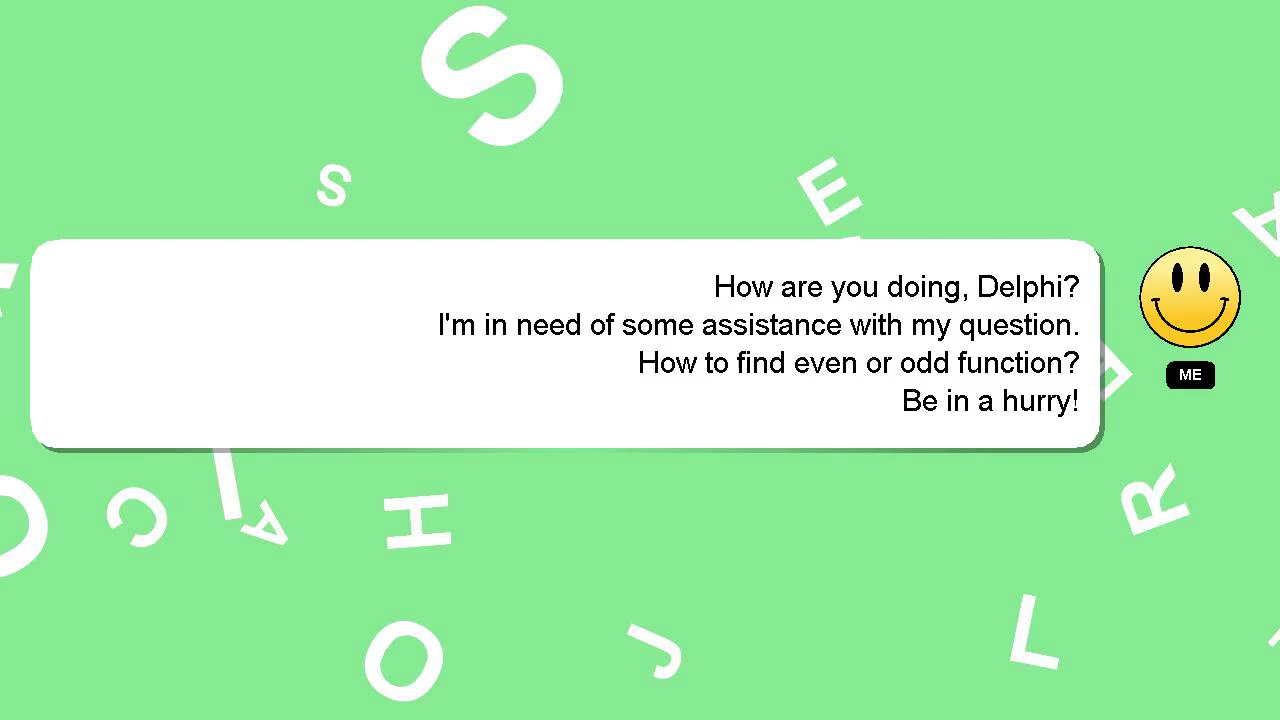 How are you doing, Delphi?
I'm in need of some assistance with my question.
How to find even or odd function?
Be in a hurry!
ME
S
S
E
A
E
C
A
H
R
O
J
L